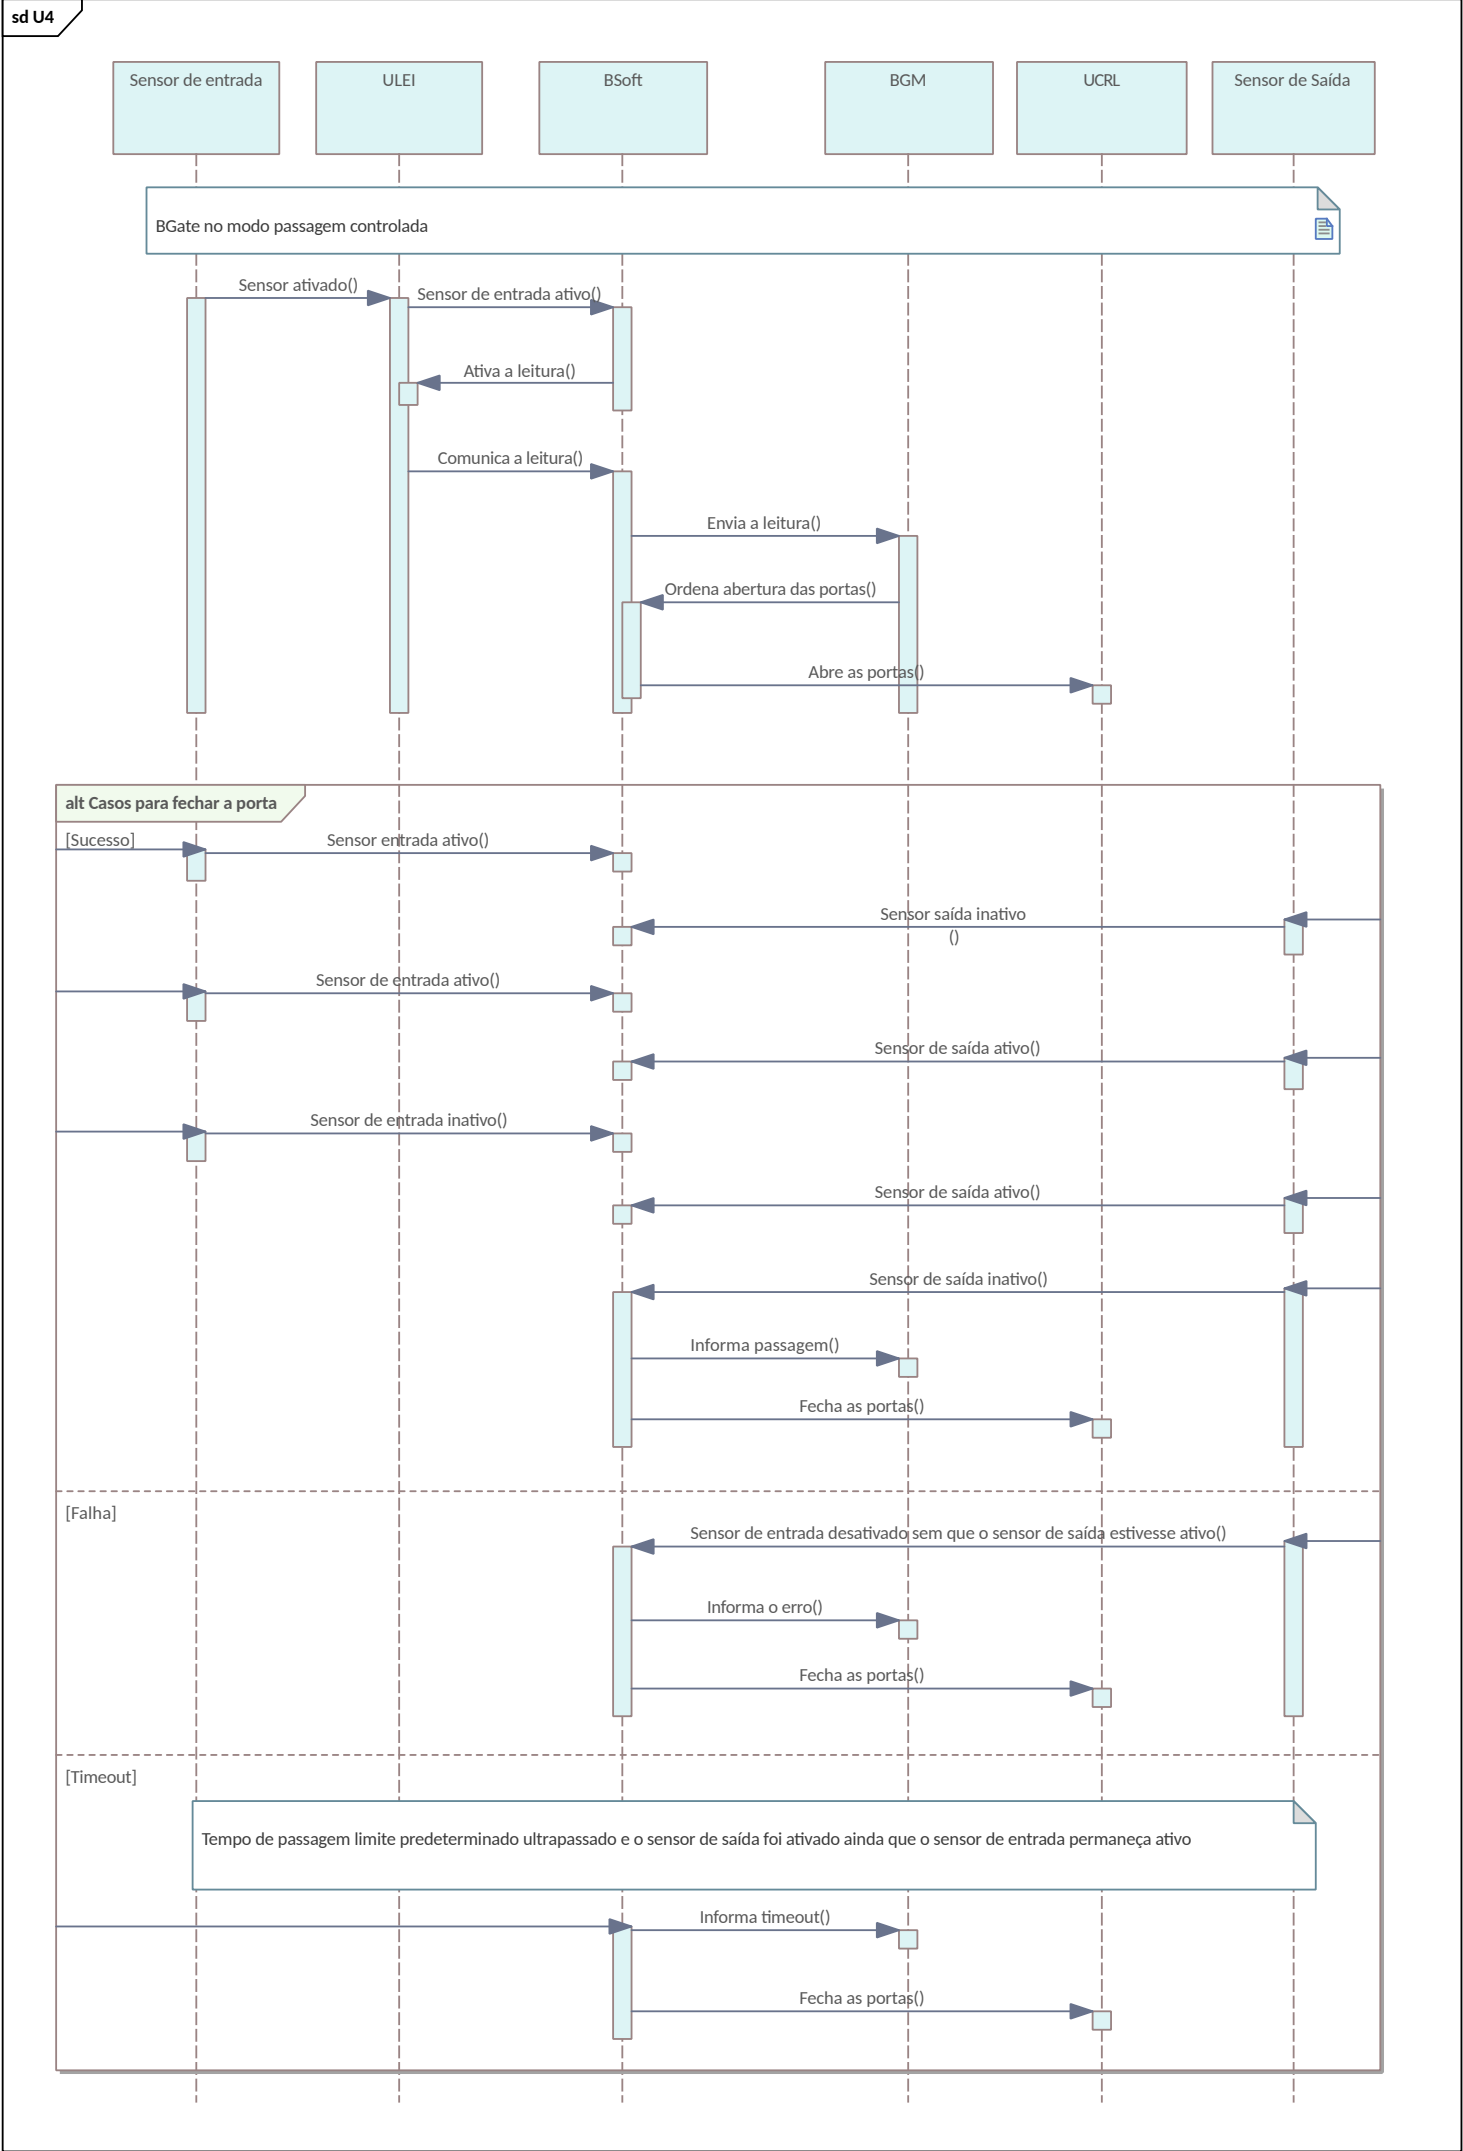 sd U4
Sensor de entrada
ULEI
BSoft
BGM
UCRL
Sensor de Saída
BGate no modo passagem controlada
Sensor ativado()
Sensor de entrada ativo()
Ativa a leitura()
Comunica a leitura()
Envia a leitura()
Ordena abertura das portas()
Abre as portas()
alt Casos para fechar a porta
[Sucesso]
Sensor entrada ativo()
Sensor saída inativo
()
Sensor de entrada ativo()
Sensor de saída ativo()
Sensor de entrada inativo()
Sensor de saída ativo()
Sensor de saída inativo()
Informa passagem()
Fecha as portas()
[Falha]
Sensor de entrada desativado sem que o sensor de saída estivesse ativo()
Informa o erro()
Fecha as portas()
[Timeout]
Tempo de passagem limite predeterminado ultrapassado e o sensor de saída foi ativado ainda que o sensor de entrada permaneça ativo
Informa timeout()
Fecha as portas()